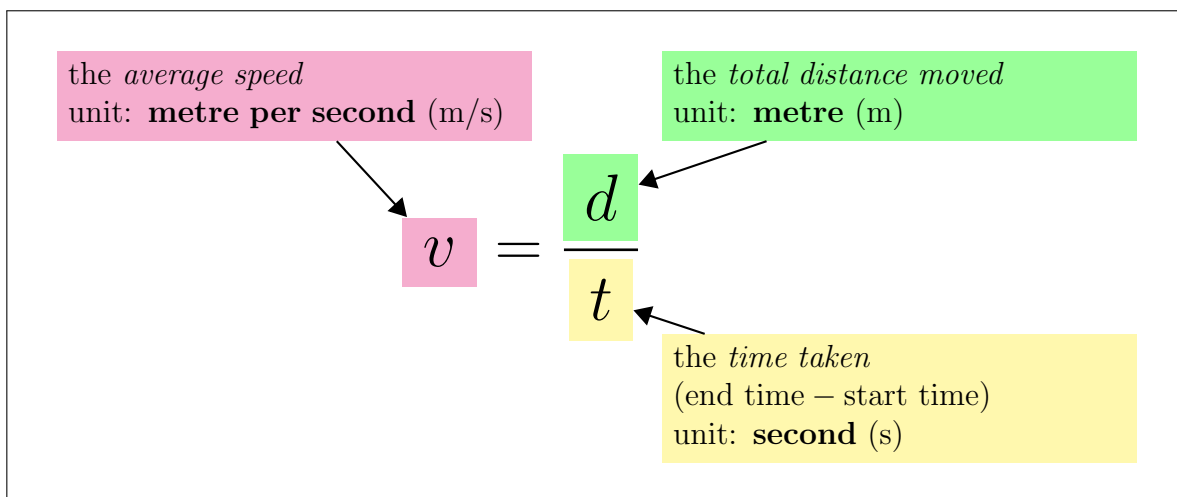 the average speed
unit: metre per second (m/s)
the total distance moved
unit: metre (m)
v = d
t
the time taken
(end time – start time)
unit: second (s)